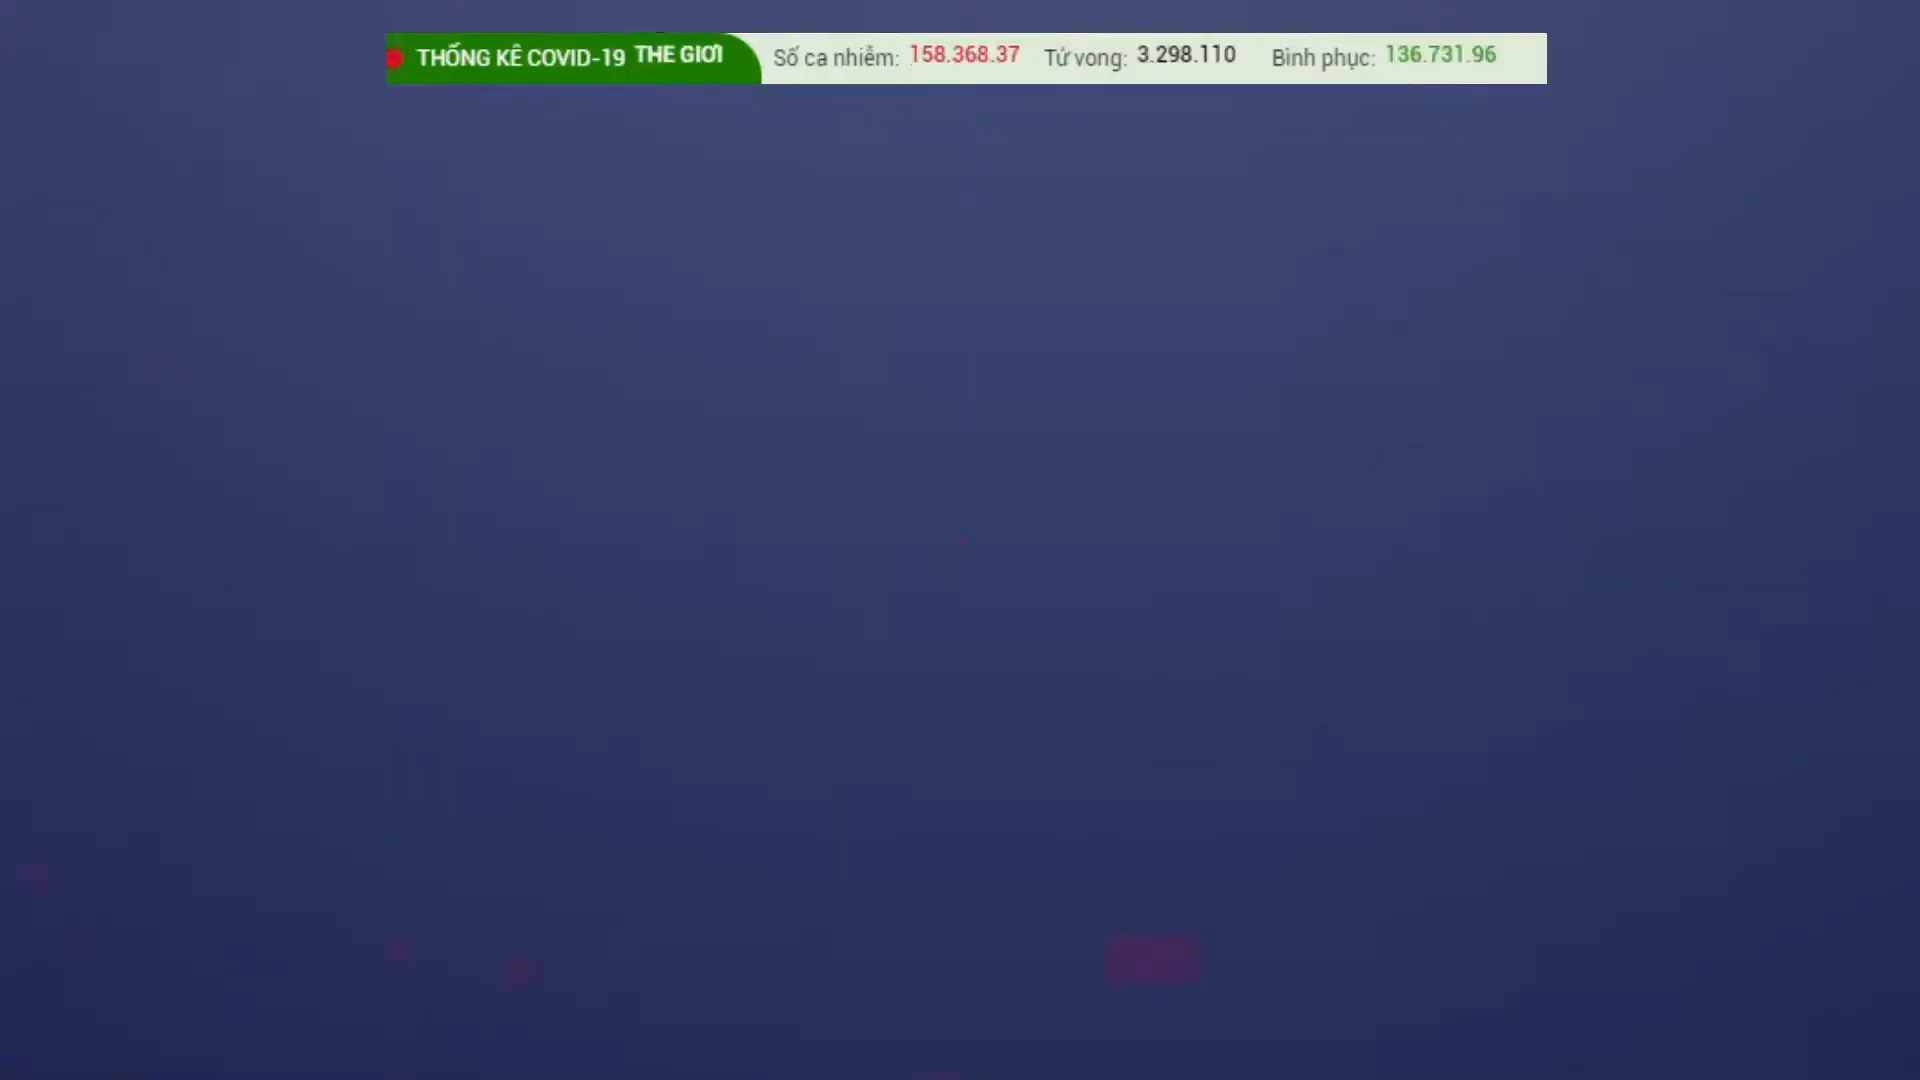 THỐNG KÊ COVID-19 THE GIƠI Số ca nhiễm: 158.368.37 Tử vong: 3.298.110 Bình phục: 136.731.96